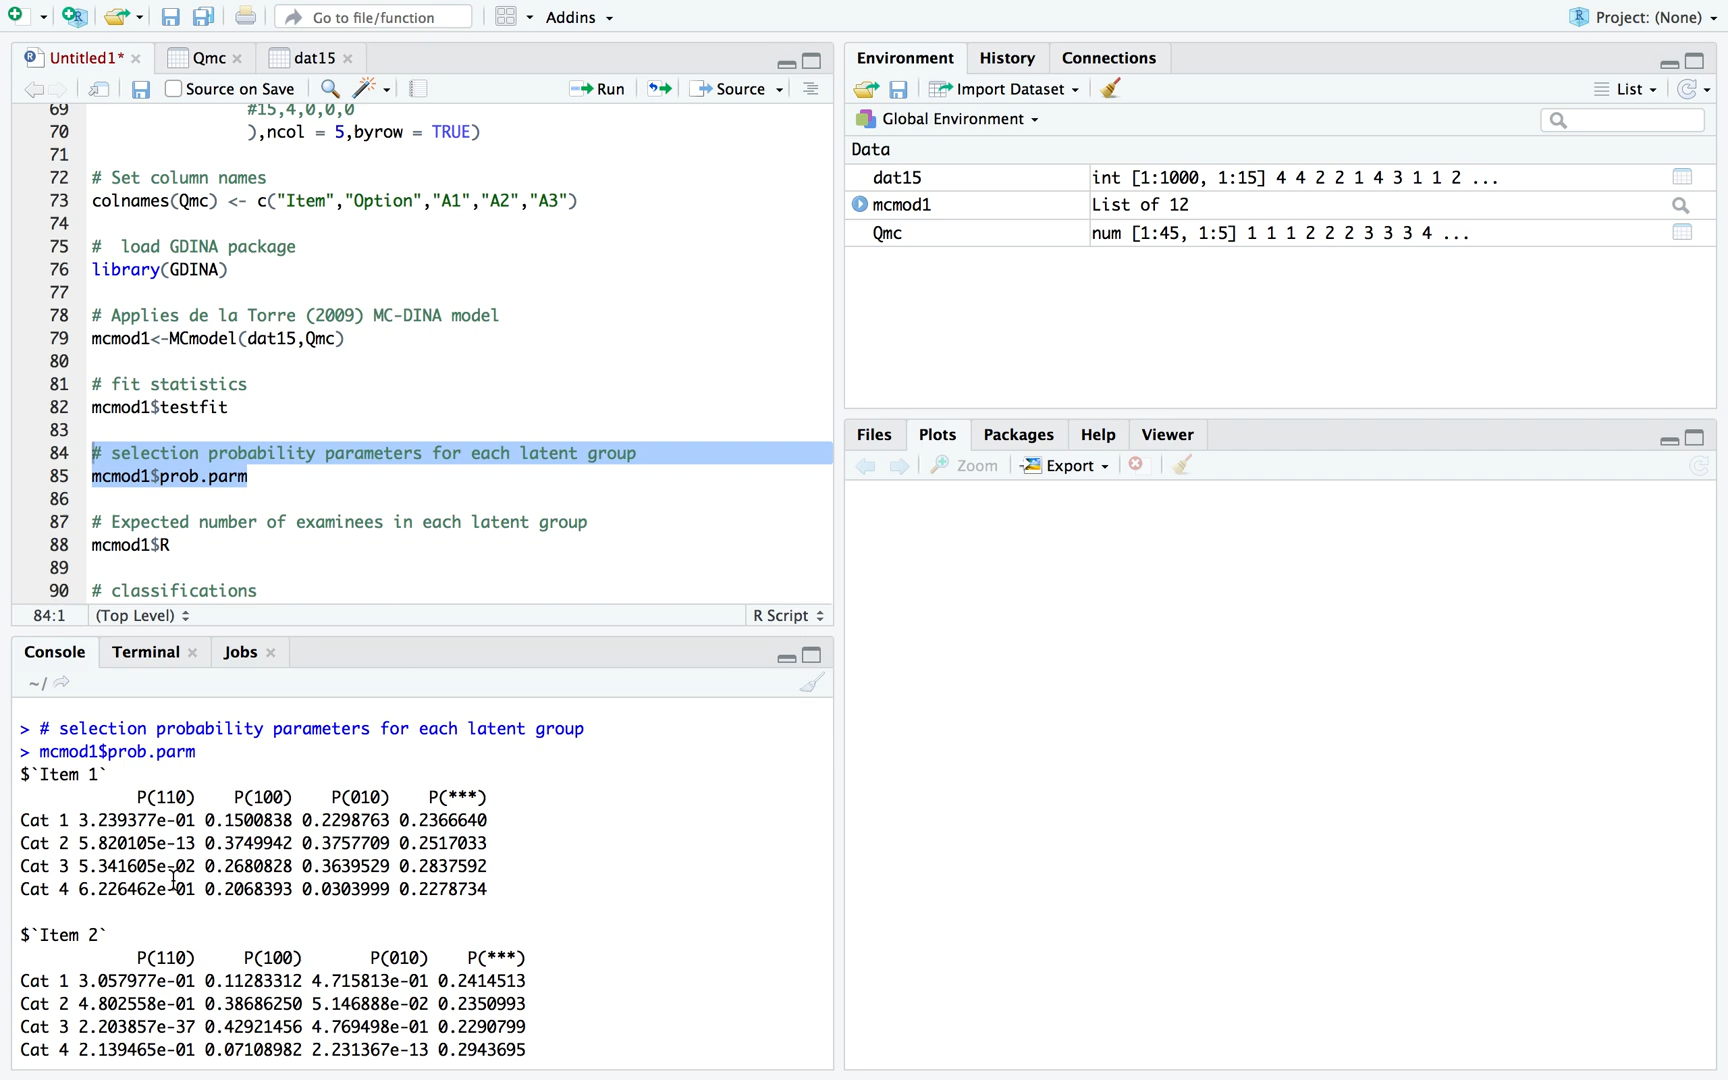 Go to file/function
Addins
Project: (None)
Untitled1*
Qmc
dat15
Source on Save
Run
Source
69 #15,4,0,0,0
70 ),ncol = 5,byrow = TRUE)
71
72 # Set column names
73 colnames(Qmc) <- c("Item","Option","A1","A2","A3")
74
75 #  load GDINA package
76 library(GDINA)
77
78 # Applies de la Torre (2009) MC-DINA model
79 mcmod1<-MCmodel(dat15,Qmc)
80
81 # fit statistics
82 mcmod1$testfit
83
84 # selection probability parameters for each latent group
85 mcmod1$prob.parm
86
87 # Expected number of examinees in each latent group
88 mcmod1$R
89
90 # classifications
84:1 (Top Level) R Script
Console Terminal Jobs
~/
> # selection probability parameters for each latent group
> mcmod1$prob.parm
$`Item 1`
P(110) P(100) P(010) P(***)
Cat 1 3.239377e-01 0.1500838 0.2298763 0.2366640
Cat 2 5.820105e-13 0.3749942 0.3757709 0.2517033
Cat 3 5.341605e-02 0.2680828 0.3639529 0.2837592
Cat 4 6.226462e-01 0.2068393 0.0303999 0.2278734
$`Item 2`
P(110) P(100) P(010) P(***)
Cat 1 3.057977e-01 0.11283312 4.715813e-01 0.2414513
Cat 2 4.802558e-01 0.38686250 5.146888e-02 0.2350993
Cat 3 2.203857e-37 0.42921456 4.769498e-01 0.2290799
Cat 4 2.139465e-01 0.07108982 2.231367e-13 0.2943695
Environment History Connections
Import Dataset
List
Global Environment
Data
dat15 int [1:1000, 1:15] 4 4 2 2 1 4 3 1 1 2 ...
mcmod1 List of 12
Qmc num [1:45, 1:5] 1 1 1 2 2 2 3 3 3 4 ...
Files Plots Packages Help Viewer
Zoom Export